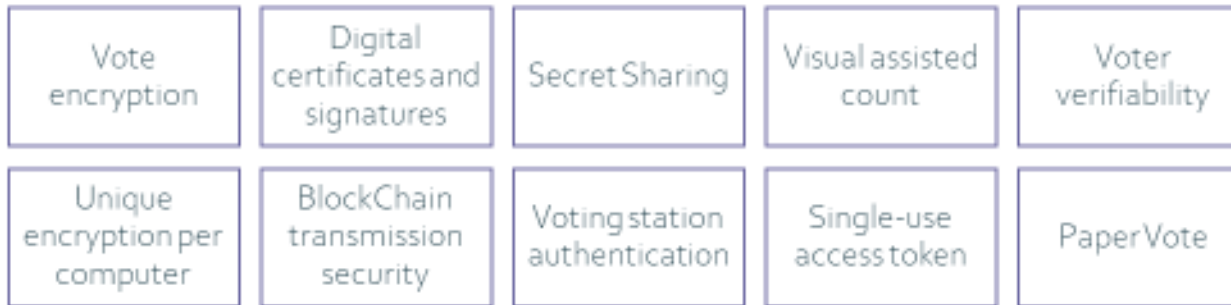 Vote
encryption
Digital
certificates and
signatures
Secret Sharing
Visual assisted
count
Voter
verifiability
Unique
encryption per
computer
BlockChain
transmission
security
Voting station
authentication
Single-use
access token
Paper Vote